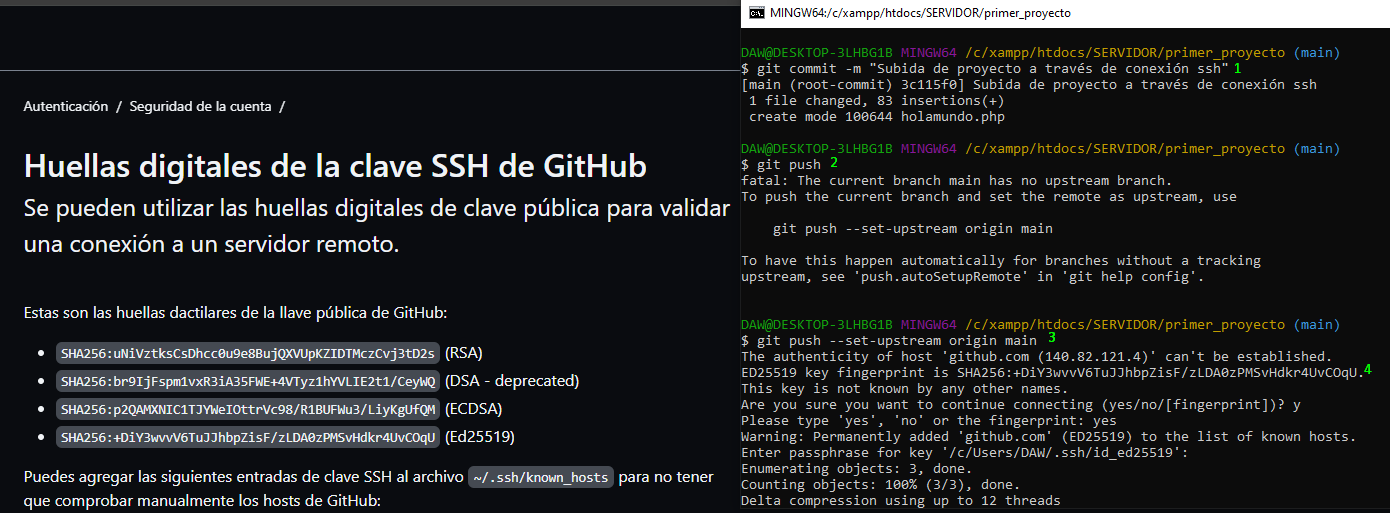 Autenticación / Seguridad de la cuenta /
Huellas digitales de la clave SSH de GitHub
Se pueden utilizar las huellas digitales de clave pública para validar
una conexión a un servidor remoto.
Estas son las huellas dactilares de la llave pública de GitHub:
SHA256:uNiVztksCsDhcc0u9e8BujQXVUpKZIDTMczCvj3tD2s (RSA)
SHA256:br9IjFspm1vxR3iA35FWE+4VTyz1hYVLIE2t1/CeyWQ (DSA - deprecated)
SHA256:p2QAMXNIC1TJYWeIOttrVc98/R1BUFWu3/LiyKgUfQM (ECDSA)
SHA256:+DiY3wvvV6TuJJhbpZisF/zLDA0zPMSvHdkr4UvCOqU (Ed25519)
Puedes agregar las siguientes entradas de clave SSH al archivo ~/.ssh/known_hosts para no tener
que comprobar manualmente los hosts de GitHub:
MINGW64:/c/xampp/htdocs/SERVIDOR/primer_proyecto
DAW@DESKTOP-3LHBG1B MINGW64 /c/xampp/htdocs/SERVIDOR/primer_proyecto (main)
$ git commit -m "Subida de proyecto a través de conexión ssh" 1
[main (root-commit) 3c115f0] Subida de proyecto a través de conexión ssh
1 file changed, 83 insertions(+)
create mode 100644 holamundo.php
DAW@DESKTOP-3LHBG1B MINGW64 /c/xampp/htdocs/SERVIDOR/primer_proyecto (main)
$ git push 2
fatal: The current branch main has no upstream branch.
To push the current branch and set the remote as upstream, use
git push --set-upstream origin main
To have this happen automatically for branches without a tracking
upstream, see 'push.autoSetupRemote' in 'git help config'.
DAW@DESKTOP-3LHBG1B MINGW64 /c/xampp/htdocs/SERVIDOR/primer_proyecto (main)
$ git push --set-upstream origin main 3
The authenticity of host 'github.com (140.82.121.4)' can't be established.
ED25519 key fingerprint is SHA256:+DiY3wvvV6TuJJhbpZisF/zLDA0zPMSvHdkr4UvCOqU. 4
This key is not known by any other names.
Are you sure you want to continue connecting (yes/no/[fingerprint])? y
Please type 'yes', 'no' or the fingerprint: yes
Warning: Permanently added 'github.com' (ED25519) to the list of known hosts.
Enter passphrase for key '/c/Users/DAW/.ssh/id_ed25519':
Enumerating objects: 3, done.
Counting objects: 100% (3/3), done.
Delta compression using up to 12 threads